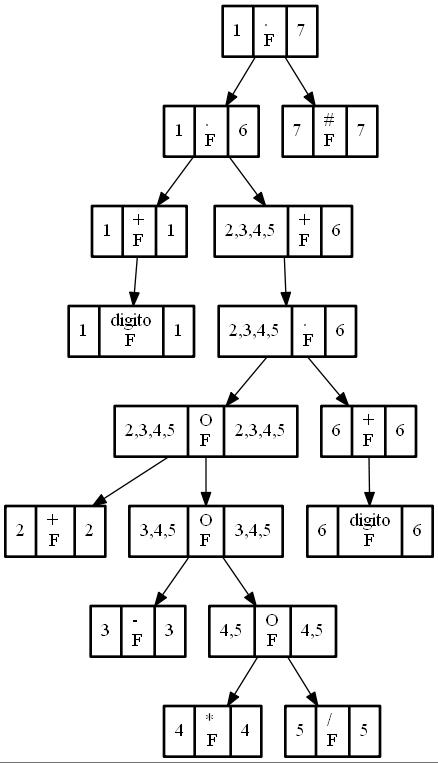 1 . F 7
1 . F 6
7 # F 7
1 + F 1
2,3,4,5 + F 6
1 digito F 1
2,3,4,5 . F 6
2,3,4,5 O F 2,3,4,5
6 + F 6
2 + F 2
3,4,5 O F 3,4,5
6 digito F 6
3 - F 3
4,5 O F 4,5
4 * F 4
5 / F 5